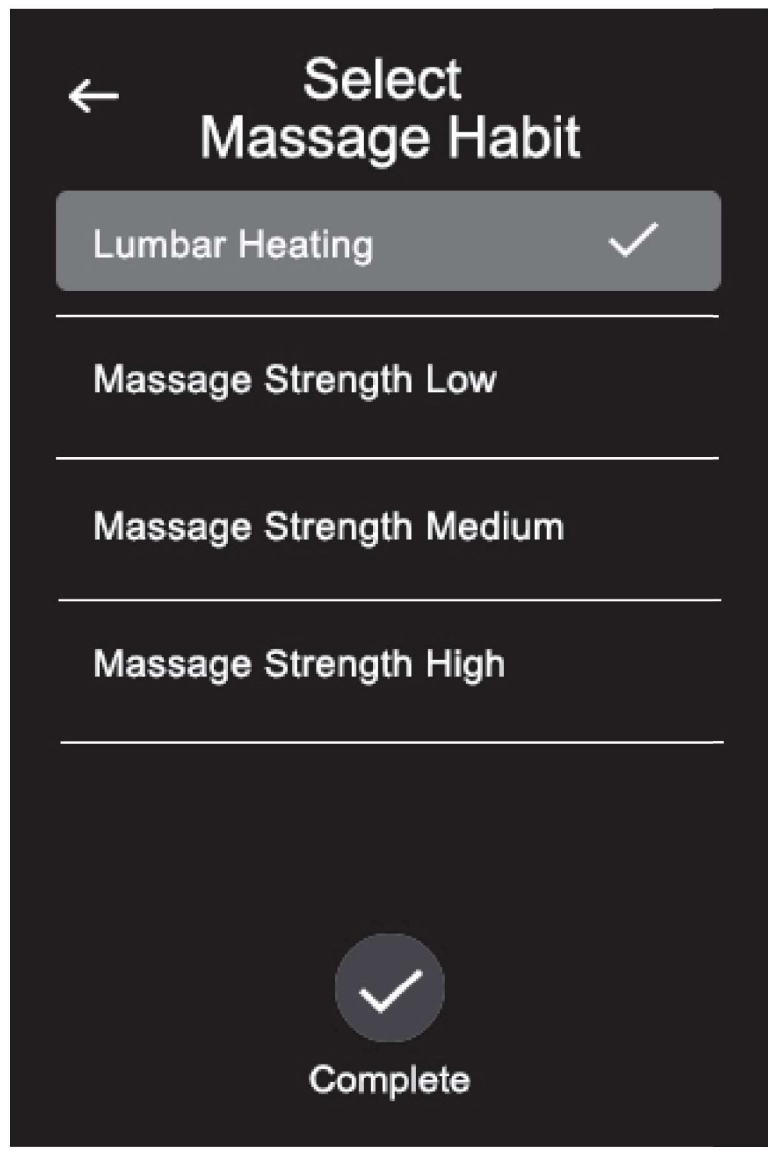 Select
Massage Habit
Lumbar Heating
Massage Strength Low
Massage Strength Medium
Massage Strength High
Complete